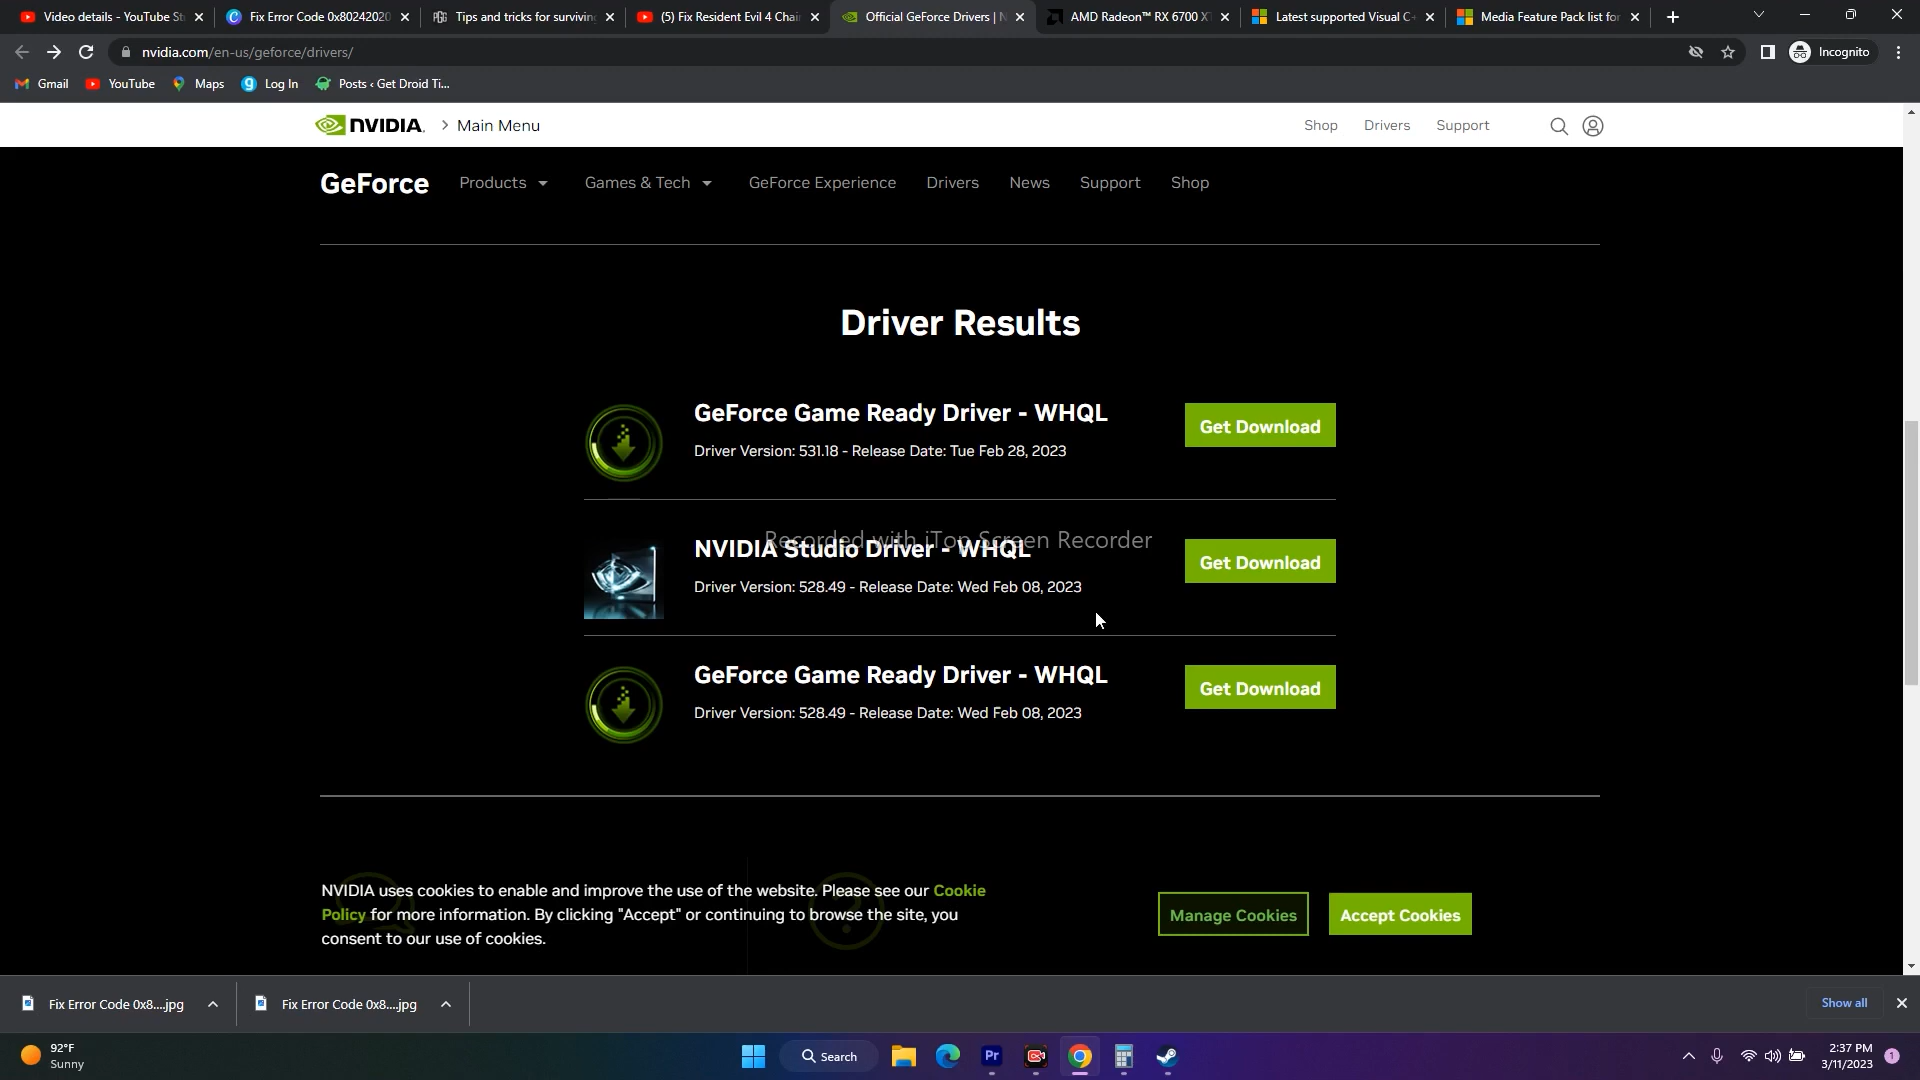 Video details - YouTube St
Fix Error Code 0x80242020
Tips and tricks for survivin
(5) Fix Resident Evil 4 Chai
Official GeForce Drivers | N
AMD Radeon™ RX 6700 X
Latest supported Visual C
Media Feature Pack list fo
nvidia.com/en-us/geforce/drivers/
Incognito
Gmail
YouTube
Maps
Log In
Posts ‹ Get Droid Ti...
NVIDIA.
Main Menu
Shop
Drivers
Support
GeForce
Products
Games & Tech
GeForce Experience
Drivers
News
Support
Shop
Driver Results
GeForce Game Ready Driver - WHQL
Driver Version: 531.18 - Release Date: Tue Feb 28, 2023
Get Download
Recorded with iTop Screen Recorder
NVIDIA Studio Driver - WHQL
Driver Version: 528.49 - Release Date: Wed Feb 08, 2023
Get Download
GeForce Game Ready Driver - WHQL
Driver Version: 528.49 - Release Date: Wed Feb 08, 2023
Get Download
NVIDIA uses cookies to enable and improve the use of the website. Please see our Cookie
Policy for more information. By clicking "Accept" or continuing to browse the site, you
consent to our use of cookies.
Manage Cookies
Accept Cookies
Fix Error Code 0x8....jpg
Fix Error Code 0x8....jpg
Show all
92°F
Sunny
Search
Pr
2:37 PM
3/11/2023
1